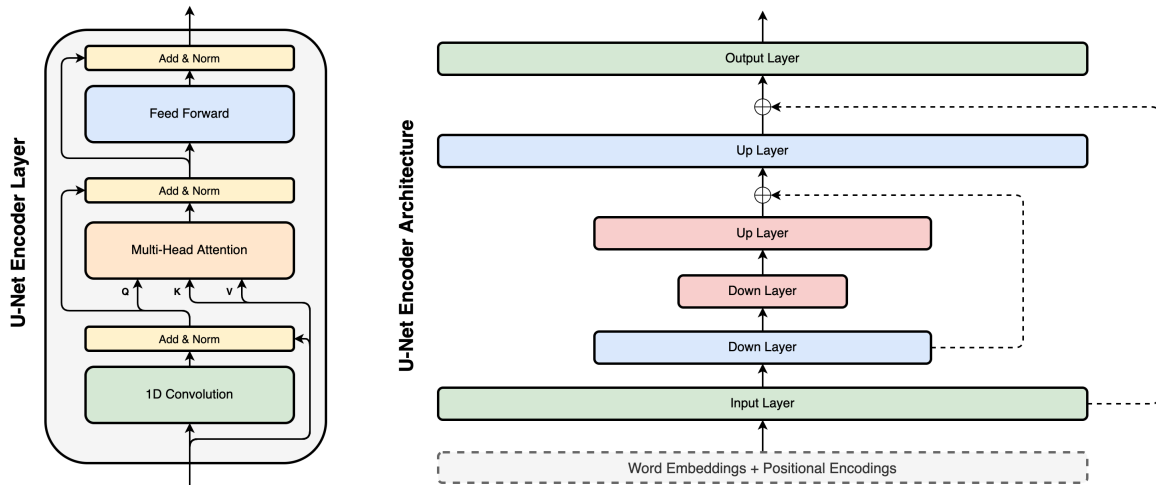 U-Net Encoder Layer
Add & Norm
Feed Forward
Add & Norm
Multi-Head Attention
Q
K
V
Add & Norm
1D Convolution
U-Net Encoder Architecture
Output Layer
Up Layer
Up Layer
Down Layer
Down Layer
Input Layer
Word Embeddings + Positional Encodings